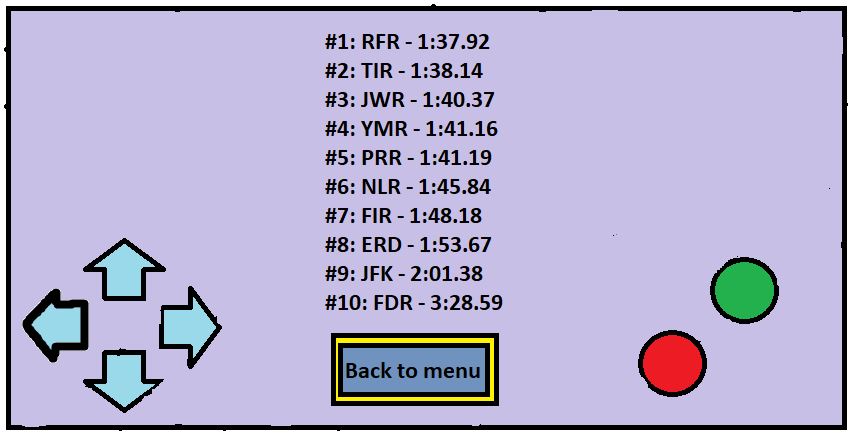 #1: RFR - 1:37.92
#2: TIR - 1:38.14
#3: JWR - 1:40.37
#4: YMR - 1:41.16
#5: PRR - 1:41.19
#6: NLR - 1:45.84
#7: FIR - 1:48.18
#8: ERD - 1:53.67
#9: JFK - 2:01.38
#10: FDR - 3:28.59
Back to menu